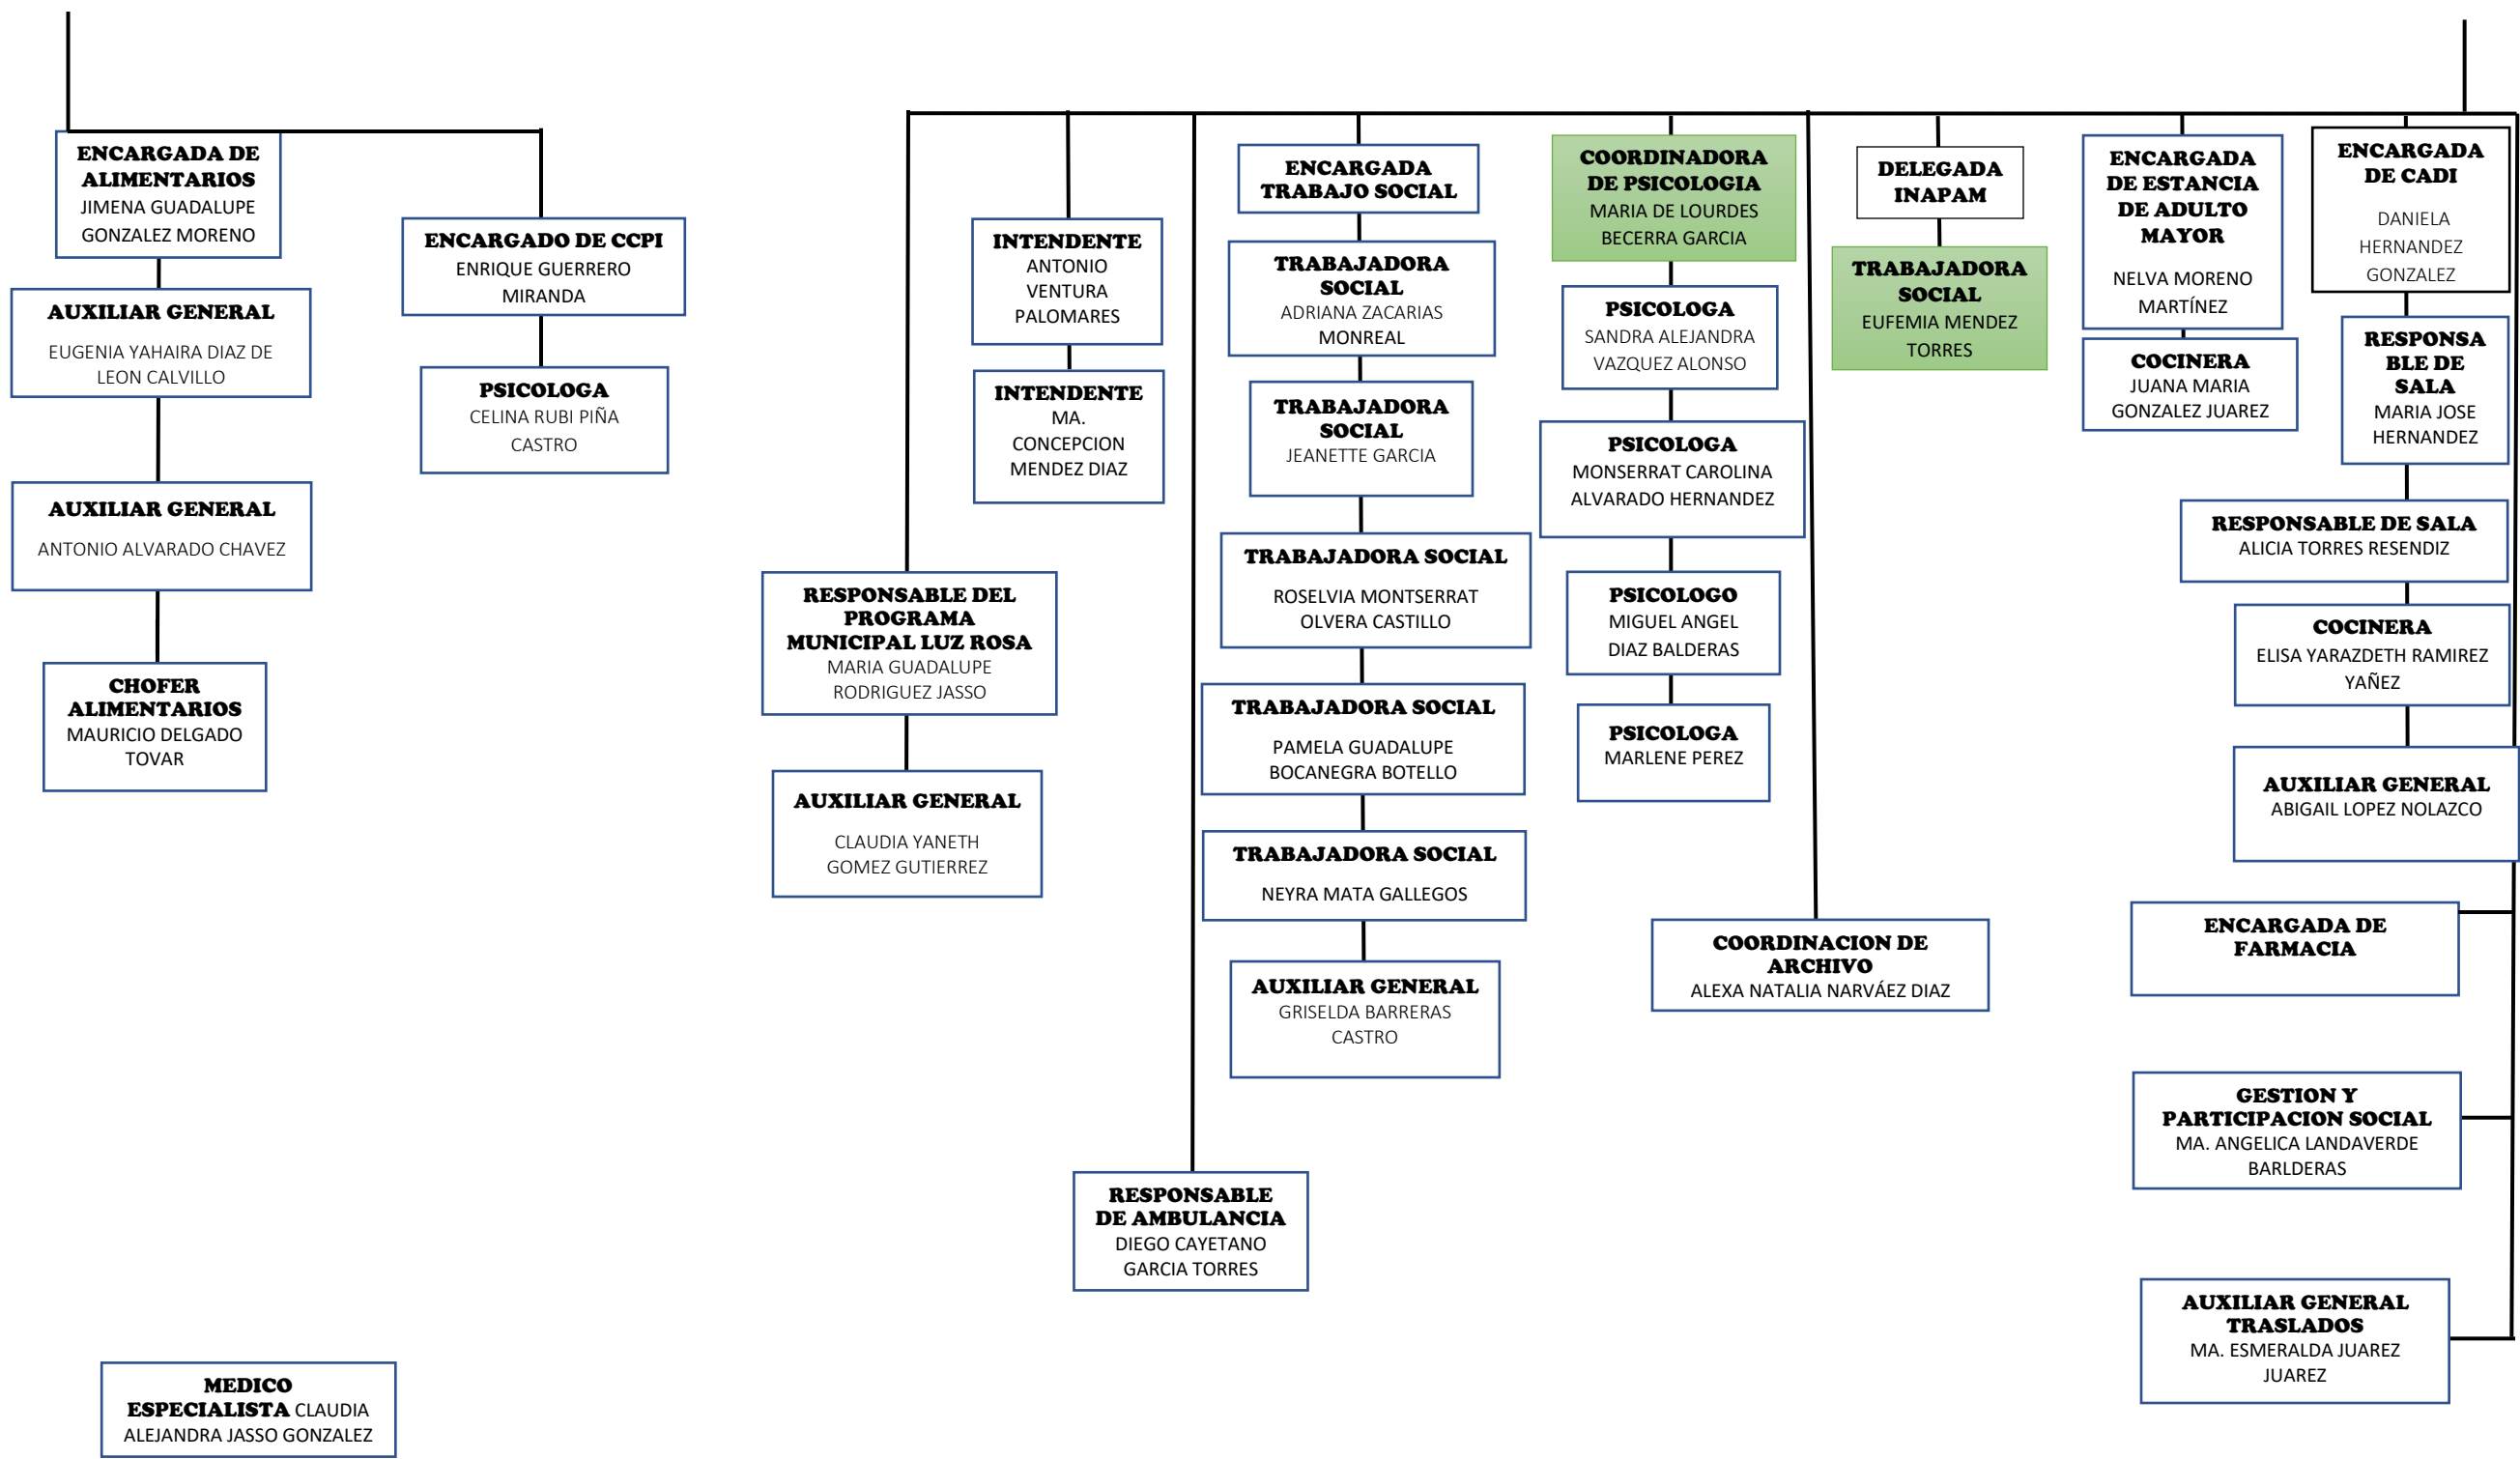 ENCARGADA DE
ALIMENTARIOS
JIMENA GUADALUPE
GONZALEZ MORENO
AUXILIAR GENERAL
EUGENIA YAHAIRA DIAZ DE
LEON CALVILLO
AUXILIAR GENERAL
ANTONIO ALVARADO CHAVEZ
CHOFER
ALIMENTARIOS
MAURICIO DELGADO
TOVAR
ENCARGADO DE CCPI
ENRIQUE GUERRERO
MIRANDA
PSICOLOGA
CELINA RUBI PIÑA
CASTRO
RESPONSABLE DEL
PROGRAMA
MUNICIPAL LUZ ROSA
MARIA GUADALUPE
RODRIGUEZ JASSO
AUXILIAR GENERAL
CLAUDIA YANETH
GOMEZ GUTIERREZ
INTENDENTE
ANTONIO
VENTURA
PALOMARES
INTENDENTE
MA.
CONCEPCION
MENDEZ DIAZ
RESPONSABLE
DE AMBULANCIA
DIEGO CAYETANO
GARCIA TORRES
ENCARGADA
TRABAJO SOCIAL
TRABAJADORA
SOCIAL
ADRIANA ZACARIAS
MONREAL
TRABAJADORA
SOCIAL
JEANETTE GARCIA
TRABAJADORA SOCIAL
ROSELVIA MONTSERRAT
OLVERA CASTILLO
TRABAJADORA SOCIAL
PAMELA GUADALUPE
BOCANEGRA BOTELLO
TRABAJADORA SOCIAL
NEYRA MATA GALLEGOS
AUXILIAR GENERAL
GRISELDA BARRERAS
CASTRO
COORDINADORA
DE PSICOLOGIA
MARIA DE LOURDES
BECERRA GARCIA
PSICOLOGA
SANDRA ALEJANDRA
VAZQUEZ ALONSO
PSICOLOGA
MONSERRAT CAROLINA
ALVARADO HERNANDEZ
PSICOLOGO
MIGUEL ANGEL
DIAZ BALDERAS
PSICOLOGA
MARLENE PEREZ
COORDINACION DE
ARCHIVO
ALEXA NATALIA NARVÁEZ DIAZ
DELEGADA
INAPAM
TRABAJADORA
SOCIAL
EUFEMIA MENDEZ
TORRES
ENCARGADA
DE ESTANCIA
DE ADULTO
MAYOR
NELVA MORENO
MARTÍNEZ
COCINERA
JUANA MARIA
GONZALEZ JUAREZ
ENCARGADA
DE CADI
DANIELA
HERNANDEZ
GONZALEZ
RESPONSA
BLE DE
SALA
MARIA JOSE
HERNANDEZ
RESPONSABLE DE SALA
ALICIA TORRES RESENDIZ
COCINERA
ELISA YARAZDETH RAMIREZ
YAÑEZ
AUXILIAR GENERAL
ABIGAIL LOPEZ NOLAZCO
ENCARGADA DE
FARMACIA
GESTION Y
PARTICIPACION SOCIAL
MA. ANGELICA LANDAVERDE
BARLDERAS
AUXILIAR GENERAL
TRASLADOS
MA. ESMERALDA JUAREZ
JUAREZ
MEDICO
ESPECIALISTA CLAUDIA
ALEJANDRA JASSO GONZALEZ